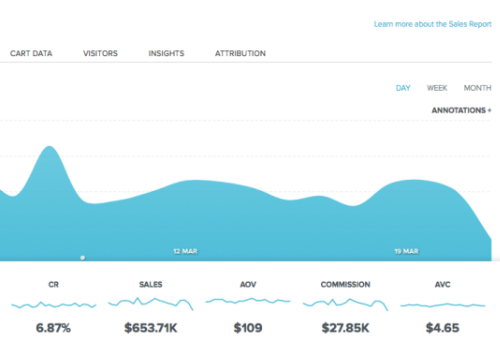 Learn more about the Sales Report
CART DATA VISITORS INSIGHTS ATTRIBUTION
DAY WEEK MONTH
ANNOTATIONS +
12 MAR 19 MAR
CR SALES AOV COMMISSION AVC
6.87% $653.71K $109 $27.85K $4.65